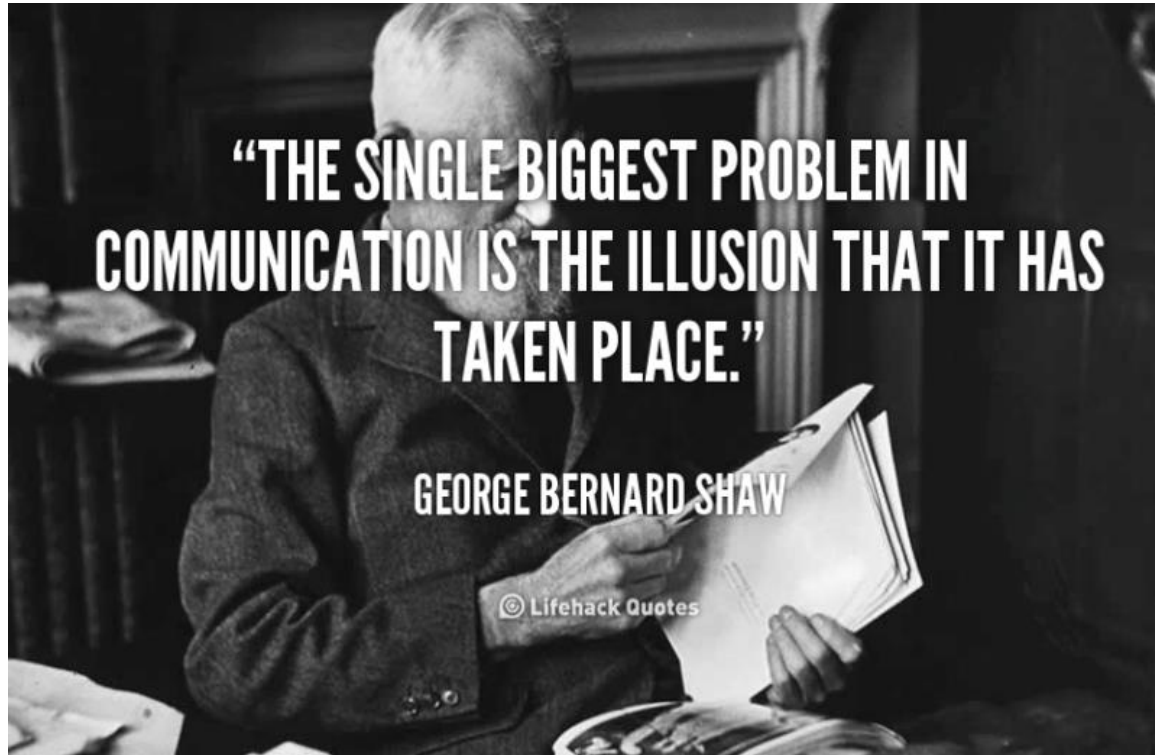 “THE SINGLE BIGGEST PROBLEM IN
COMMUNICATION IS THE ILLUSION THAT IT HAS
TAKEN PLACE.”
GEORGE BERNARD SHAW
Lifehack Quotes